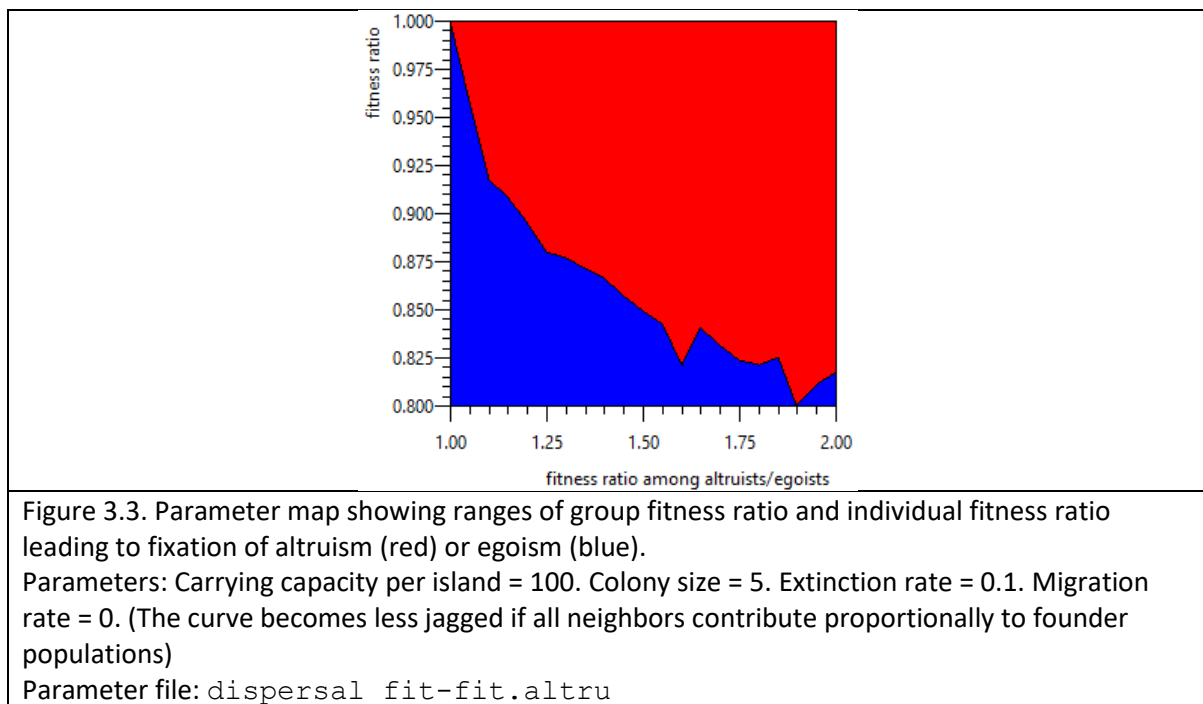 fitness ratio
1.000
0.975
0.950
0.925
0.900
0.875
0.850
0.825
0.800
1.00 1.25 1.50 1.75 2.00
fitness ratio among altruists/egoists
Figure 3.3. Parameter map showing ranges of group fitness ratio and individual fitness ratio
leading to fixation of altruism (red) or egoism (blue).
Parameters: Carrying capacity per island = 100. Colony size = 5. Extinction rate = 0.1. Migration
rate = 0. (The curve becomes less jagged if all neighbors contribute proportionally to founder
populations)
Parameter file: dispersal fit-fit.altru